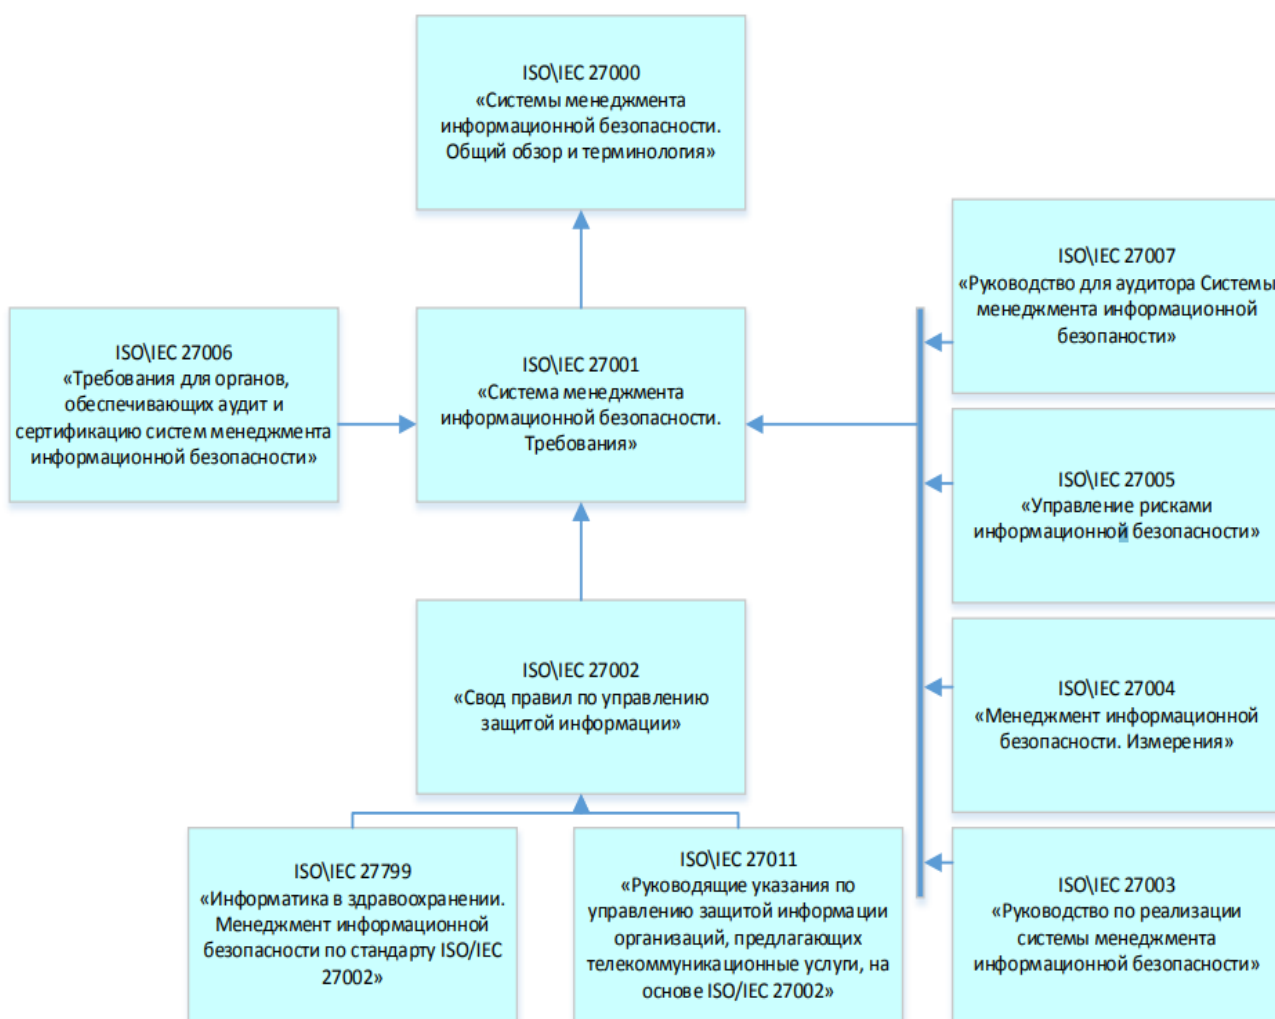 ISO\IEC 27000
«Системы менеджмента
информационной безопасности.
Общий обзор и терминология»
ISO\IEC 27007
«Руководство для аудитора Системы
менеджмента информационной
безопаности»
ISO\IEC 27006
«Требования для органов,
обеспечивающих аудит и
сертификацию систем менеджмента
информационной безопасности»
ISO\IEC 27001
«Система менеджмента
информационной безопасности.
Требования»
ISO\IEC 27005
«Управление рисками
информационной безопасности»
ISO\IEC 27002
«Свод правил по управлению
защитой информации»
ISO\IEC 27004
«Менеджмент информационной
безопасности. Измерения»
ISO\IEC 27799
«Информатика в здравоохранении.
Менеджмент информационной
безопасности по стандарту ISO/IEC
27002»
ISO\IEC 27011
«Руководящие указания по
управлению защитой информации
организаций, предлагающих
телекоммуникационные услуги, на
основе ISO/IEC 27002»
ISO\IEC 27003
«Руководство по реализации
системы менеджмента
информационной безопасности»